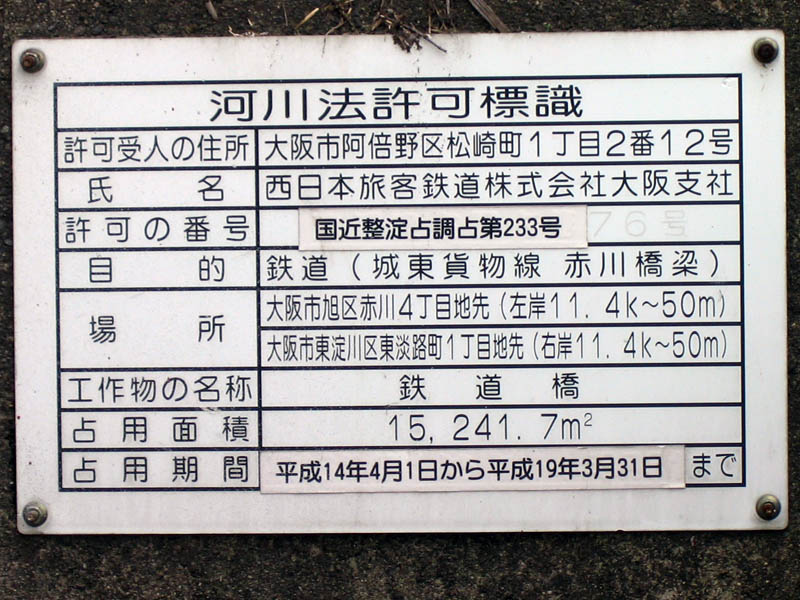 河川法許可標識
許可受人の住所 大阪市阿倍野区松崎町1丁目2番12号
氏名 西日本旅客鉄道株式会社大阪支社
許可の番号 国近整淀占調占第233号 76号
目的 鉄道(城東貨物線 赤川橋梁)
場所 大阪市旭区赤川4丁目地先(左岸11.4k~50m)
大阪市東淀川区東淡路町1丁目地先(右岸11.4k~50m)
工作物の名称 鉄道橋
占用面積 15,241.7m²
占用期間 平成14年4月1日から平成19年3月31日 まで